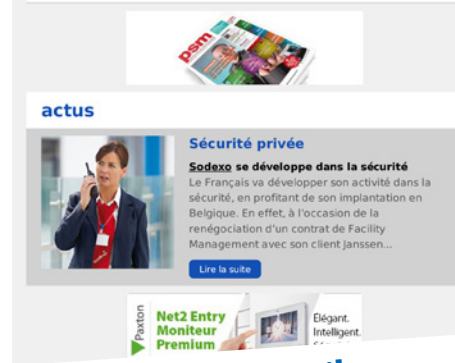 psm
actus
Sécurité privée
Sodexo se développe dans la sécurité
Le Français va développer son activité dans la
sécurité, en profitant de son implantation en
Belgique. En effet, à l'occasion de la
renégociation d'un contrat de Facility
Management avec son client Janssen...
Lire la suite
Paxton
Net2 Entry
Moniteur
Premium
Elégant.
Intelligent.